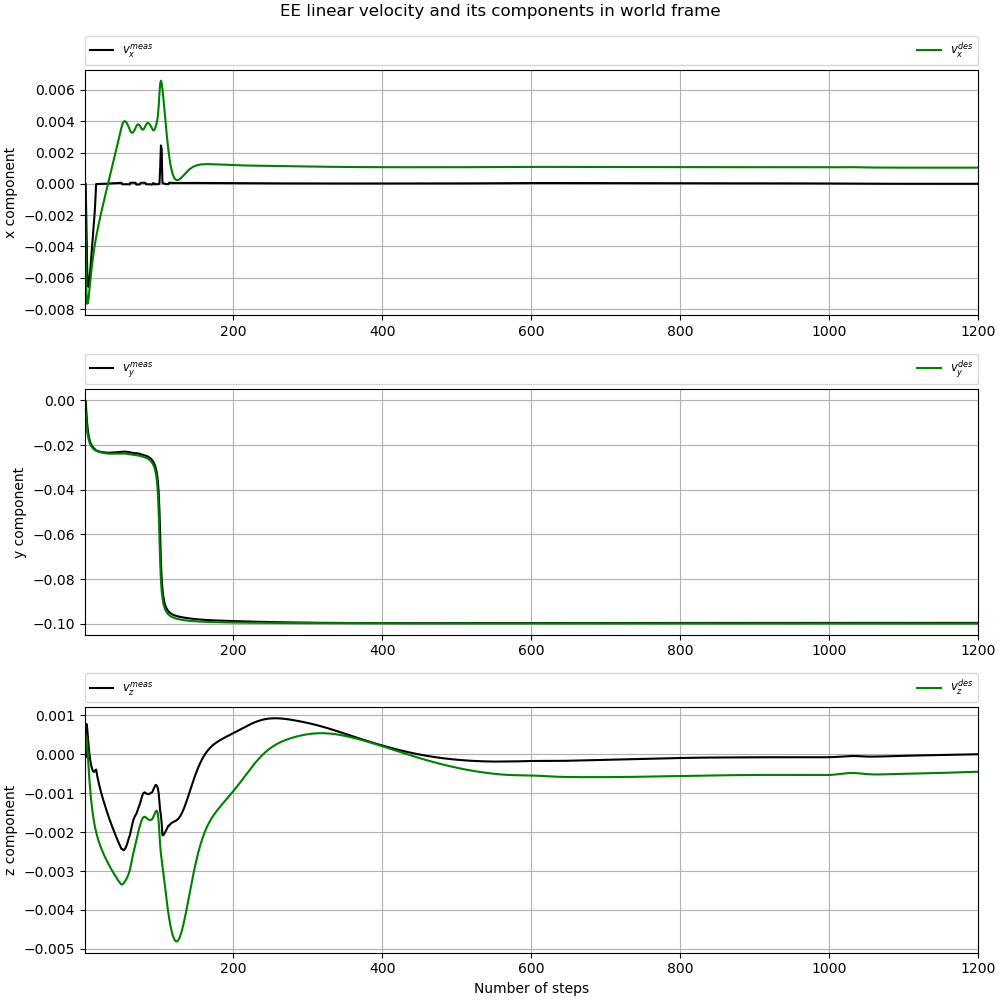 EE linear velocity and its components in world frame
v_x^meas v_x^des
x component
0.006
0.004
0.002
0.000
−0.002
−0.004
−0.006
−0.008
200 400 600 800 1000 1200
v_y^meas v_y^des
y component
0.00
−0.02
−0.04
−0.06
−0.08
−0.10
200 400 600 800 1000 1200
v_z^meas v_z^des
z component
0.001
0.000
−0.001
−0.002
−0.003
−0.004
−0.005
200 400 600 800 1000 1200
Number of steps